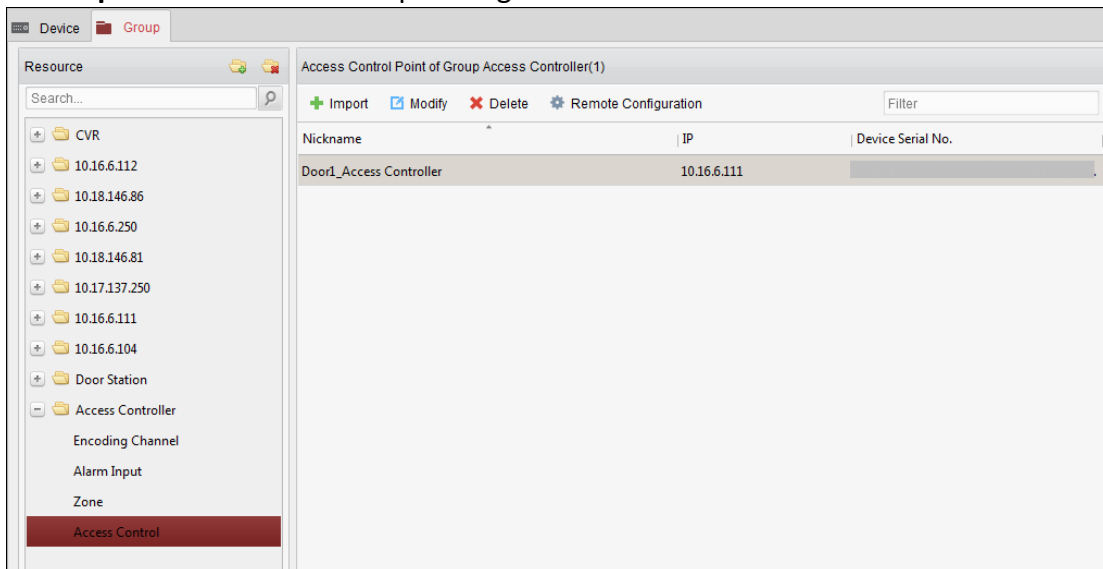 Device Group
Resource
Search...
CVR
10.16.6.112
10.18.146.86
10.16.6.250
10.18.146.81
10.17.137.250
10.16.6.111
10.16.6.104
Door Station
Access Controller
Encoding Channel
Alarm Input
Zone
Access Control
Access Control Point of Group Access Controller(1)
Import Modify Delete Remote Configuration Filter
Nickname IP Device Serial No.
Door1_Access Controller 10.16.6.111